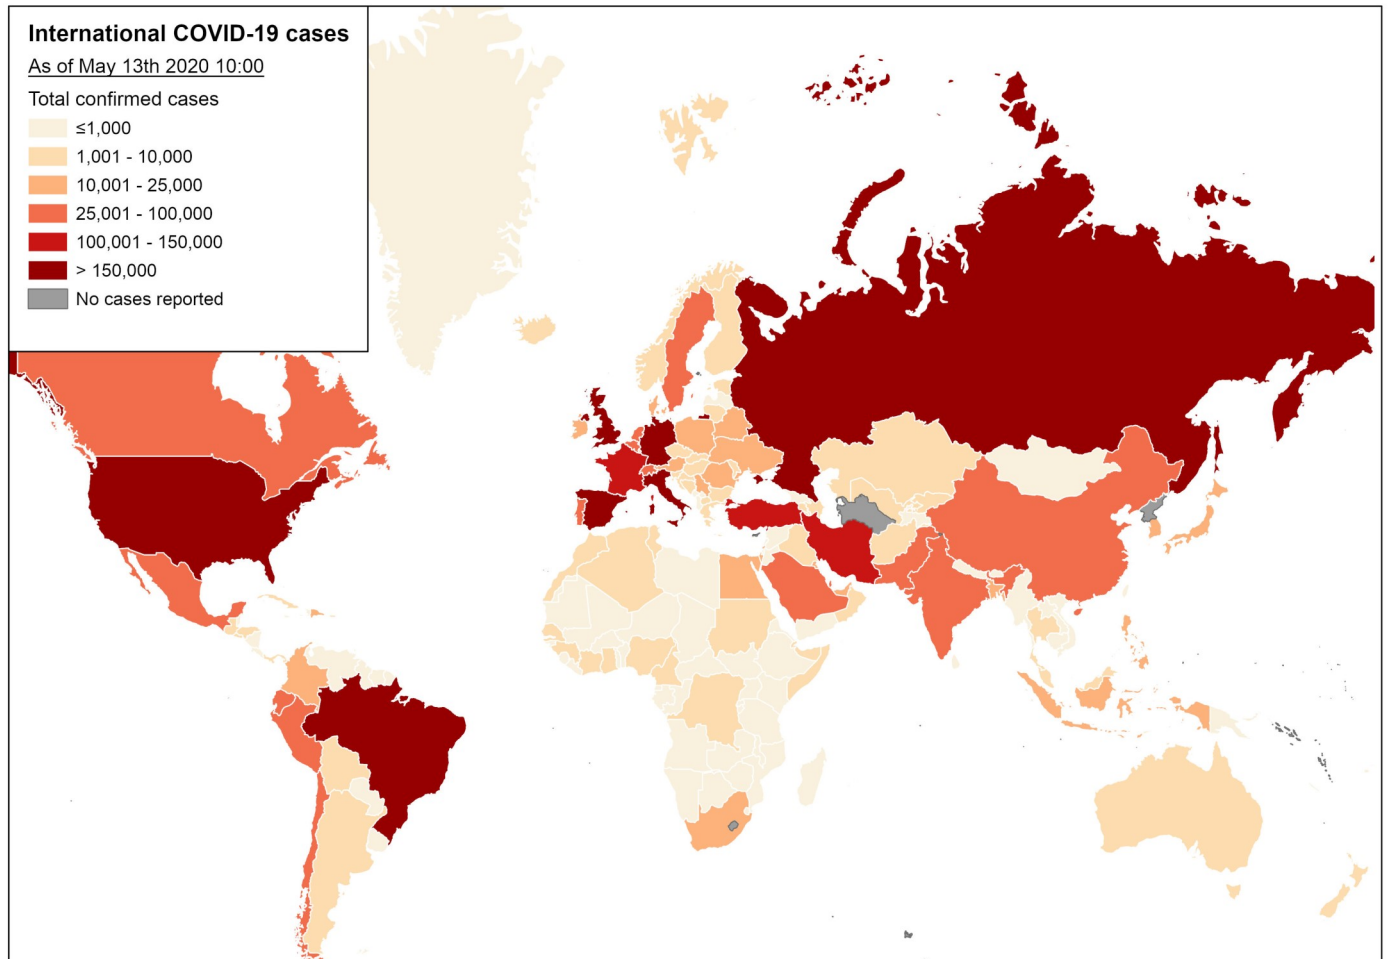 International COVID-19 cases
As of May 13th 2020 10:00
Total confirmed cases
≤1,000
1,001 - 10,000
10,001 - 25,000
25,001 - 100,000
100,001 - 150,000
> 150,000
No cases reported